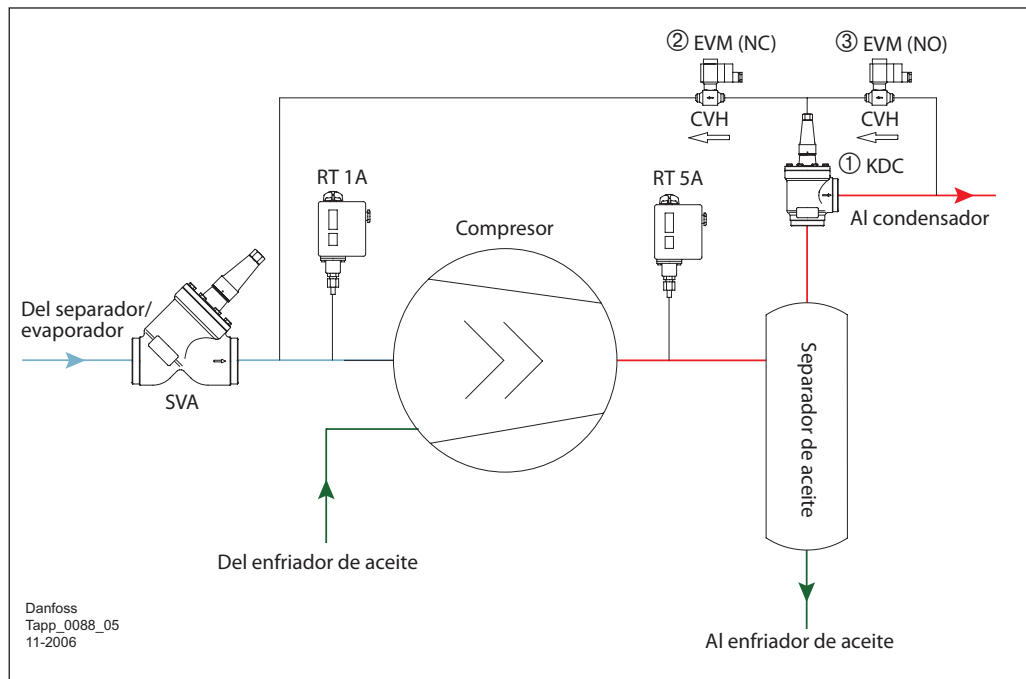 ② EVM (NC)
③ EVM (NO)
CVH
CVH
① KDC
RT 1A
RT 5A
Al condensador
Compresor
Del separador/
evaporador
SVA
Separador de aceite
Del enfriador de aceite
Al enfriador de aceite
Danfoss
Tapp_0088_05
11-2006